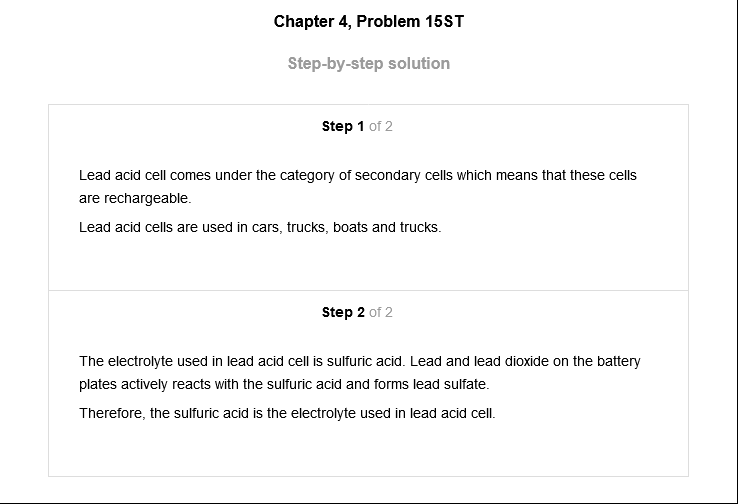 Chapter 4, Problem 15ST
Step-by-step solution
Step 1 of 2
Lead acid cell comes under the category of secondary cells which means that these cells
are rechargeable.
Lead acid cells are used in cars, trucks, boats and trucks.
Step 2 of 2
The electrolyte used in lead acid cell is sulfuric acid. Lead and lead dioxide on the battery
plates actively reacts with the sulfuric acid and forms lead sulfate.
Therefore, the sulfuric acid is the electrolyte used in lead acid cell.